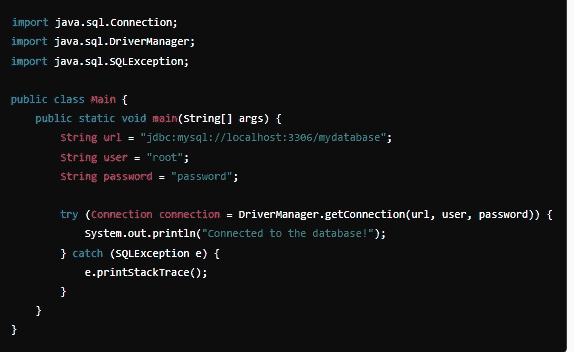 import java.sql.Connection;
import java.sql.DriverManager;
import java.sql.SQLException;

public class Main {
    public static void main(String[] args) {
        String url = "jdbc:mysql://localhost:3306/mydatabase";
        String user = "root";
        String password = "password";

        try (Connection connection = DriverManager.getConnection(url, user, password)) {
            System.out.println("Connected to the database!");
        } catch (SQLException e) {
            e.printStackTrace();
        }
    }
}